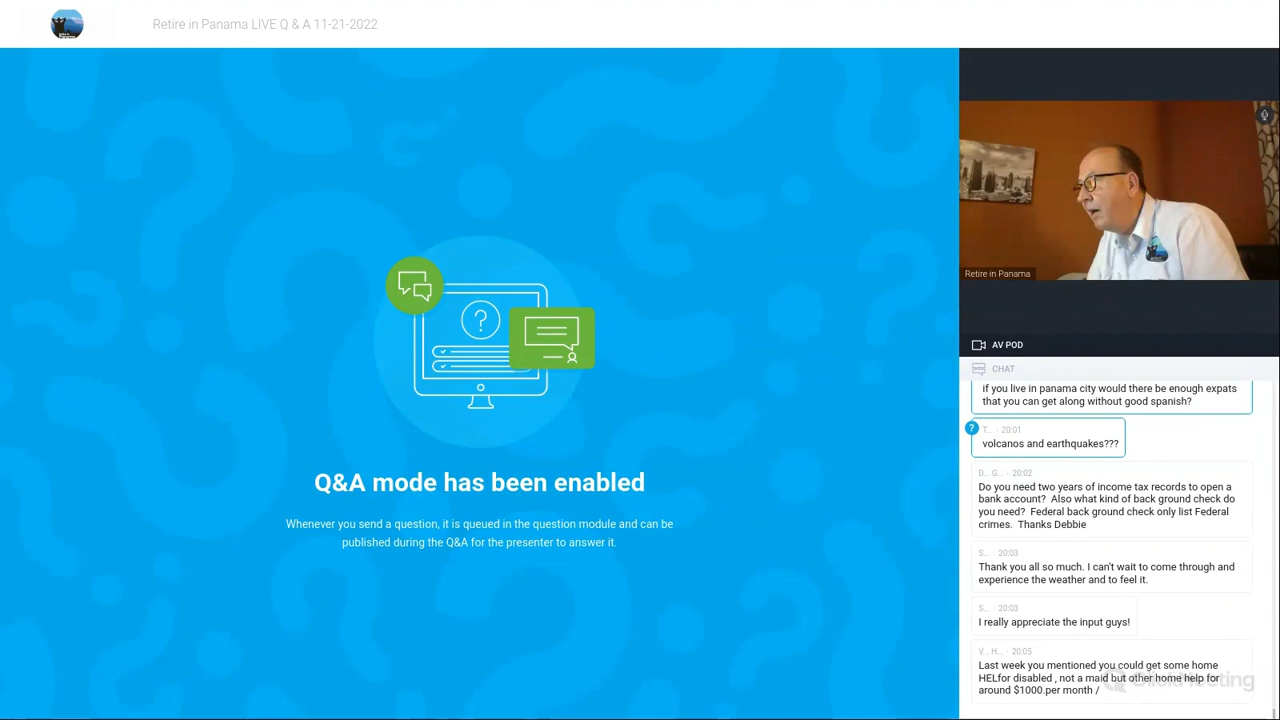 Retire in Panama LIVE Q & A 11-21-2022
Retire in Panama
AV POD
CHAT
if you live in panama city would there be enough expats
that you can get along without good spanish?
?
T... 20:01
volcanos and earthquakes???
D... G... 20:02
Do you need two years of income tax records to open a
bank account? Also what kind of back ground check do
you need? Federal back ground check only list Federal
crimes. Thanks Debbie
S... 20:03
Thank you all so much. I can't wait to come through and
experience the weather and to feel it.
S... 20:03
I really appreciate the input guys!
V... H... 20:05
Last week you mentioned you could get some home
HELfor disabled , not a maid but other home help for
around $1000.per month /
ClickMeeting
?
Q&A mode has been enabled
Whenever you send a question, it is queued in the question module and can be
published during the Q&A for the presenter to answer it.